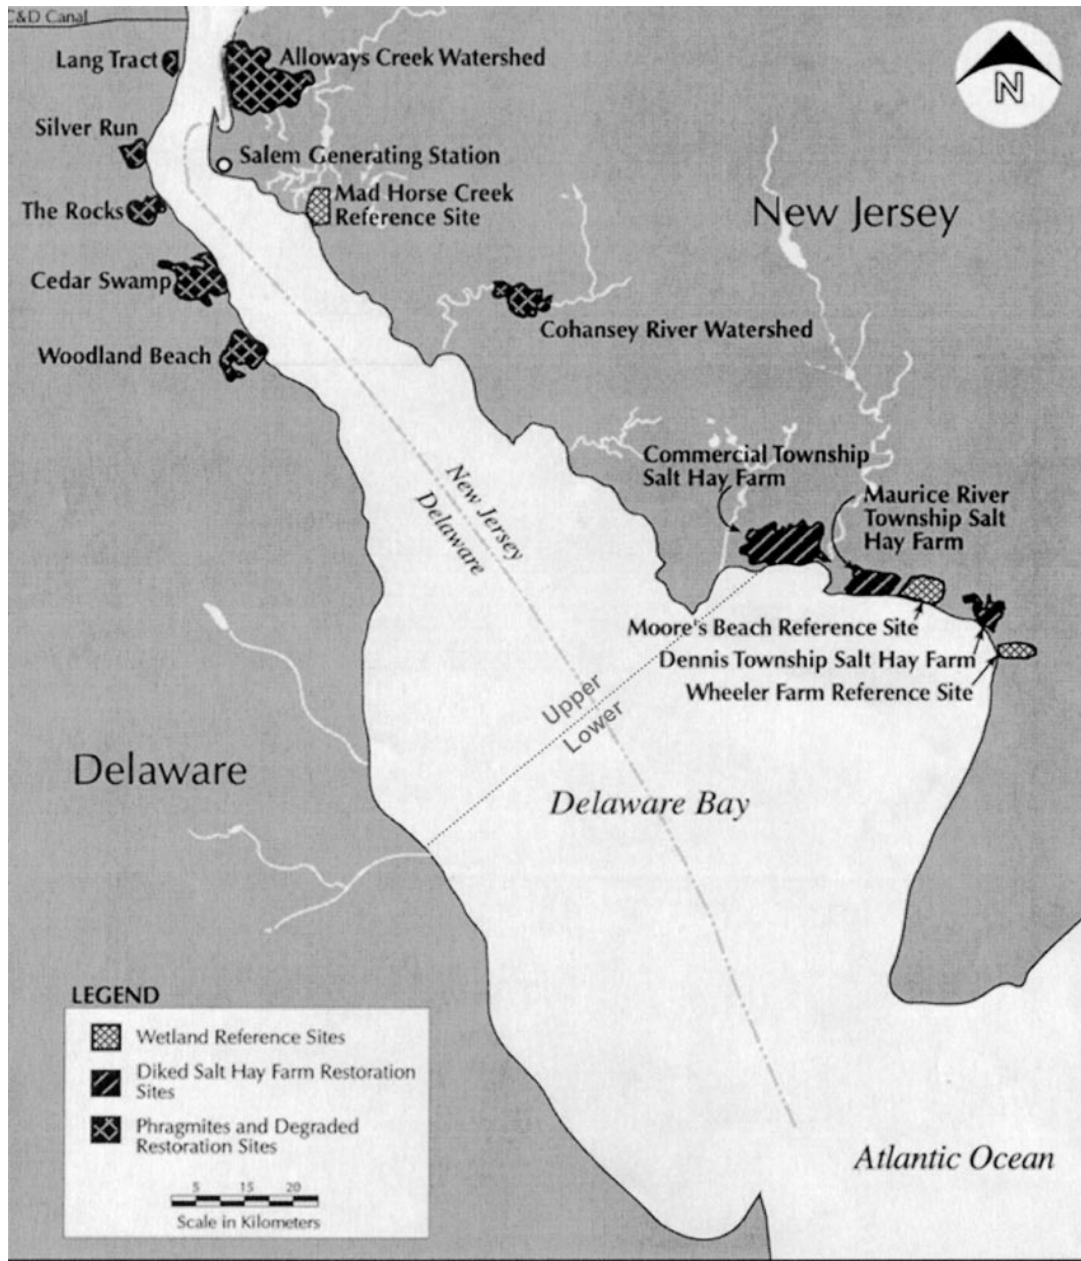 C&D Canal
Lang Tract
Alloways Creek Watershed
N
Silver Run
Salem Generating Station
Mad Horse Creek
Reference Site
The Rocks
New Jersey
Cedar Swamp
Cohansey River Watershed
Woodland Beach
Commercial Township
Salt Hay Farm
New Jersey
Delaware
Maurice River
Township Salt
Hay Farm
Moore's Beach Reference Site
Dennis Township Salt Hay Farm
Wheeler Farm Reference Site
Upper
Lower
Delaware
Delaware Bay
LEGEND
Wetland Reference Sites
Diked Salt Hay Farm Restoration
Sites
Phragmites and Degraded
Restoration Sites
5 15 20
Scale in Kilometers
Atlantic Ocean